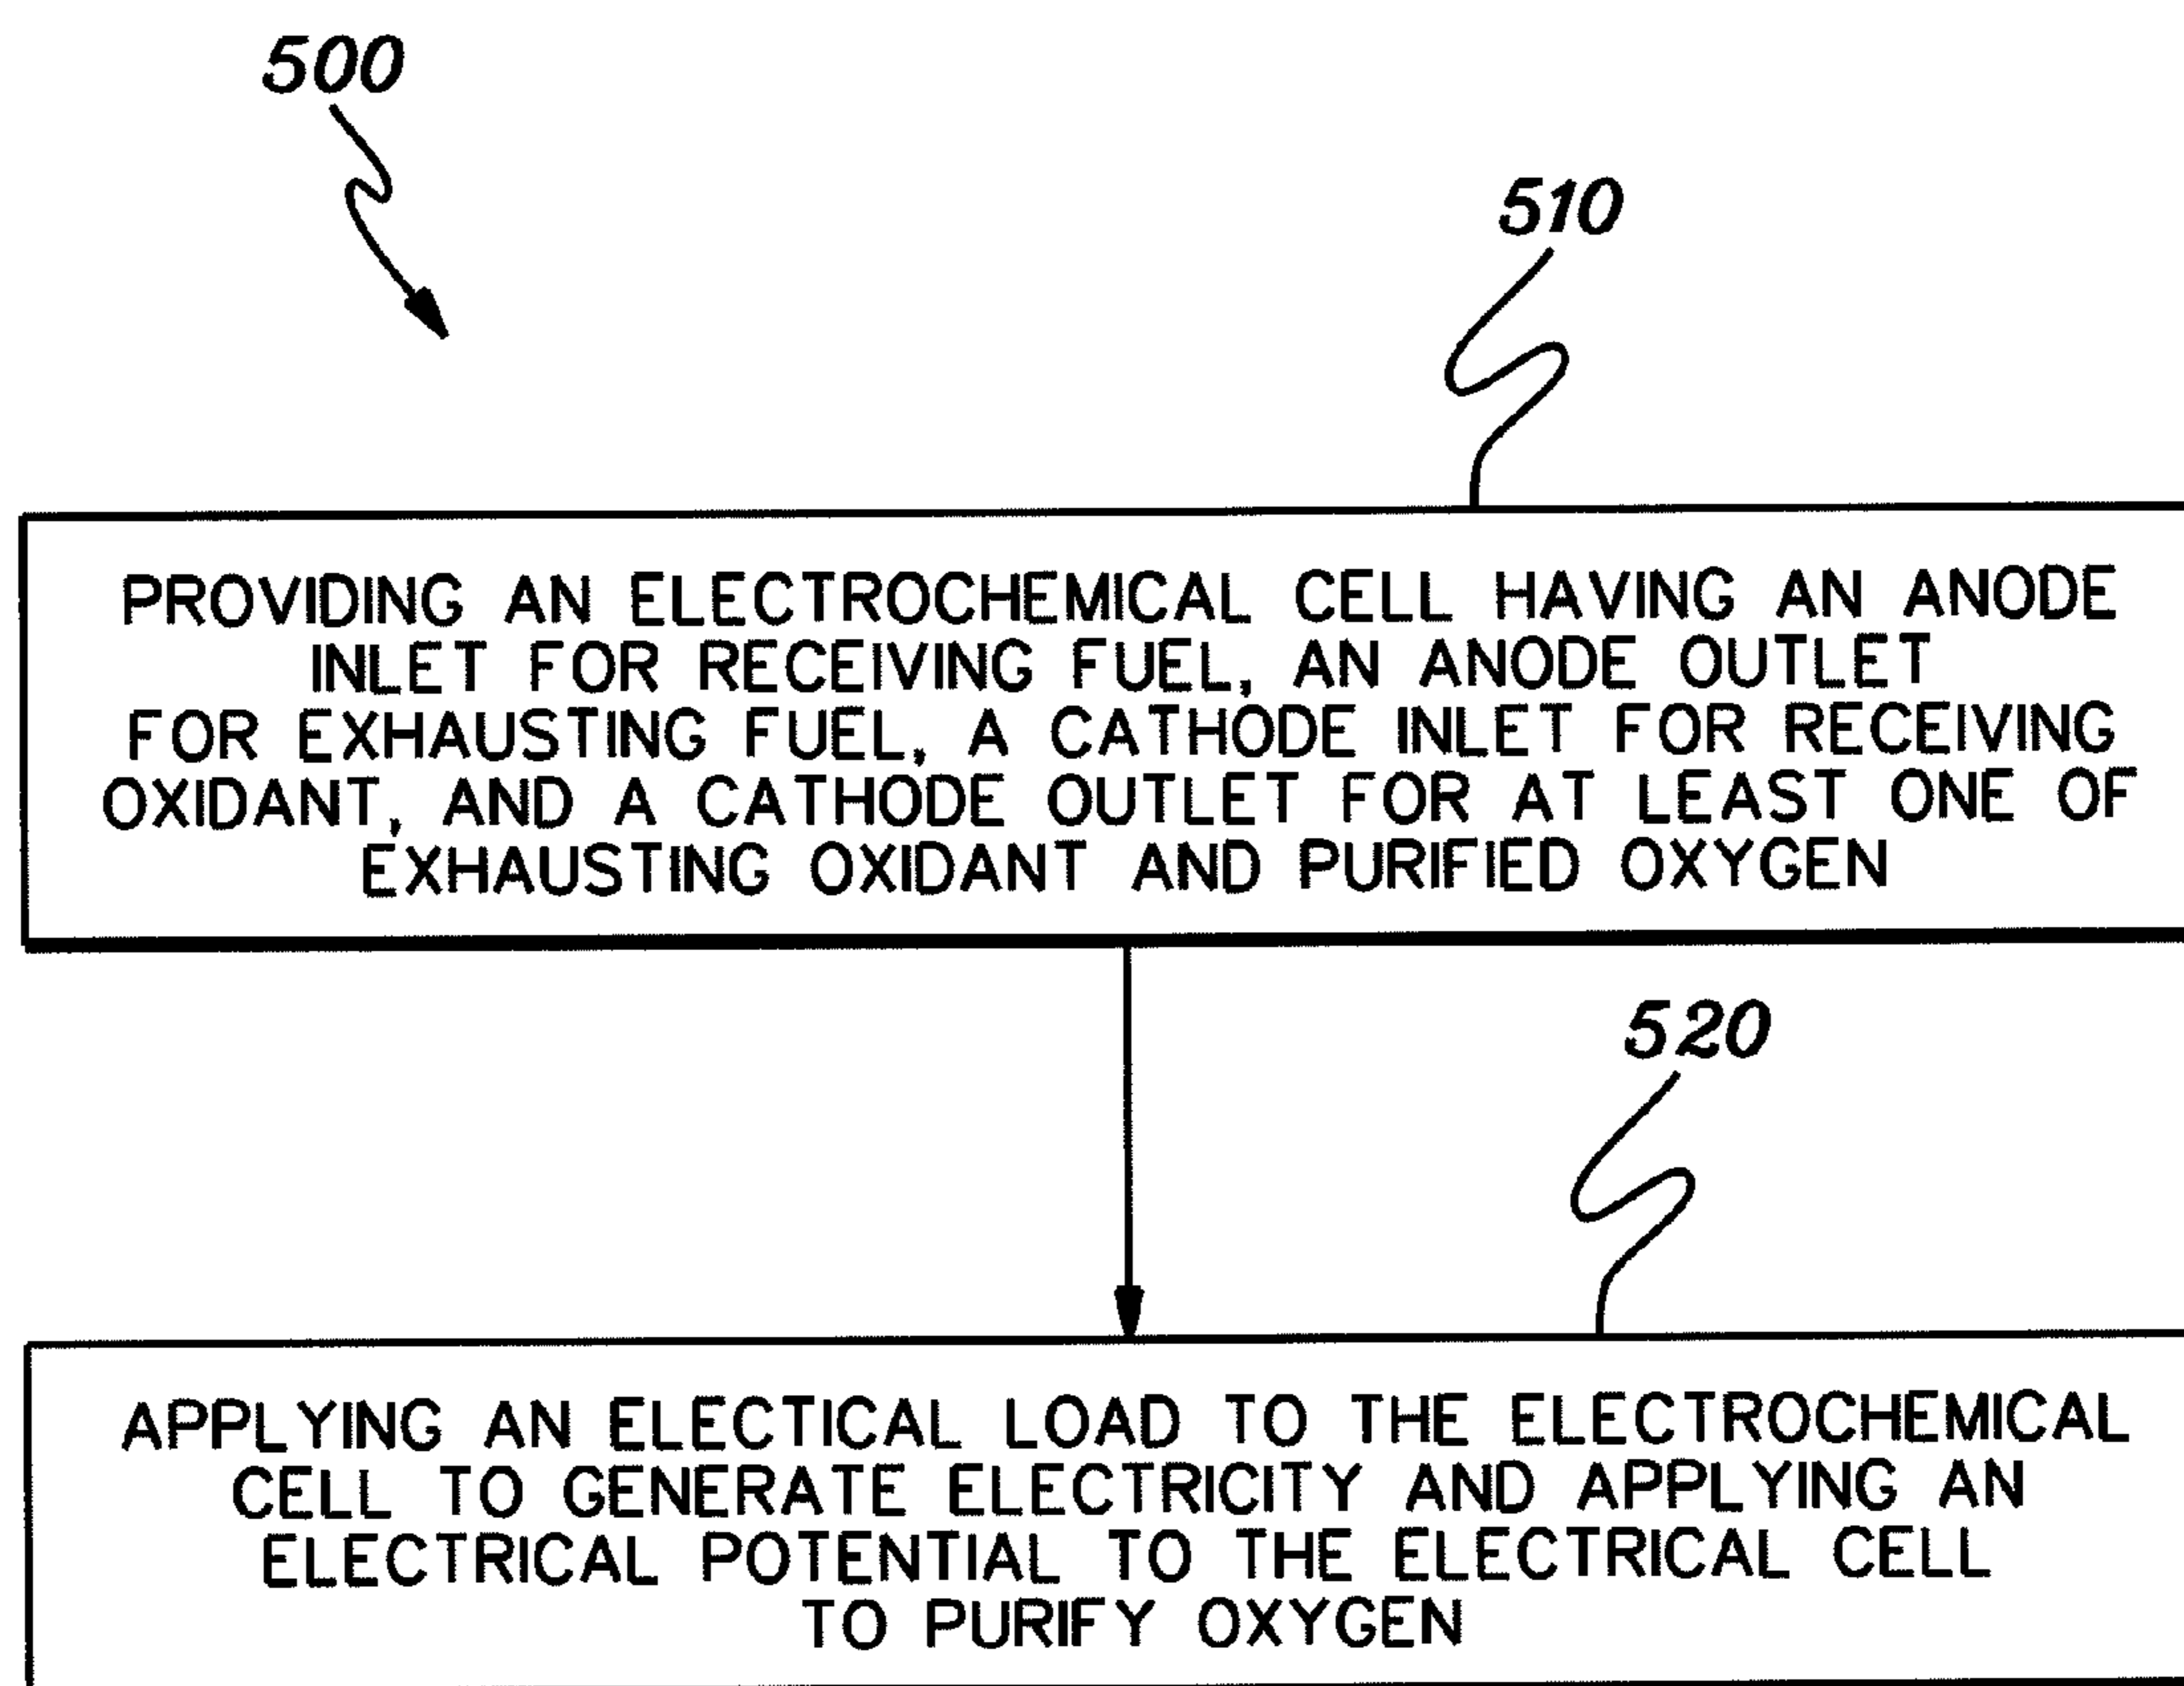 500
510
PROVIDING AN ELECTROCHEMICAL CELL HAVING AN ANODE
INLET FOR RECEIVING FUEL, AN ANODE OUTLET
FOR EXHAUSTING FUEL, A CATHODE INLET FOR RECEIVING
OXIDANT, AND A CATHODE OUTLET FOR AT LEAST ONE OF
EXHAUSTING OXIDANT AND PURIFIED OXYGEN
520
APPLYING AN ELECTICAL LOAD TO THE ELECTROCHEMICAL
CELL TO GENERATE ELECTRICITY AND APPLYING AN
ELECTRICAL POTENTIAL TO THE ELECTRICAL CELL
TO PURIFY OXYGEN